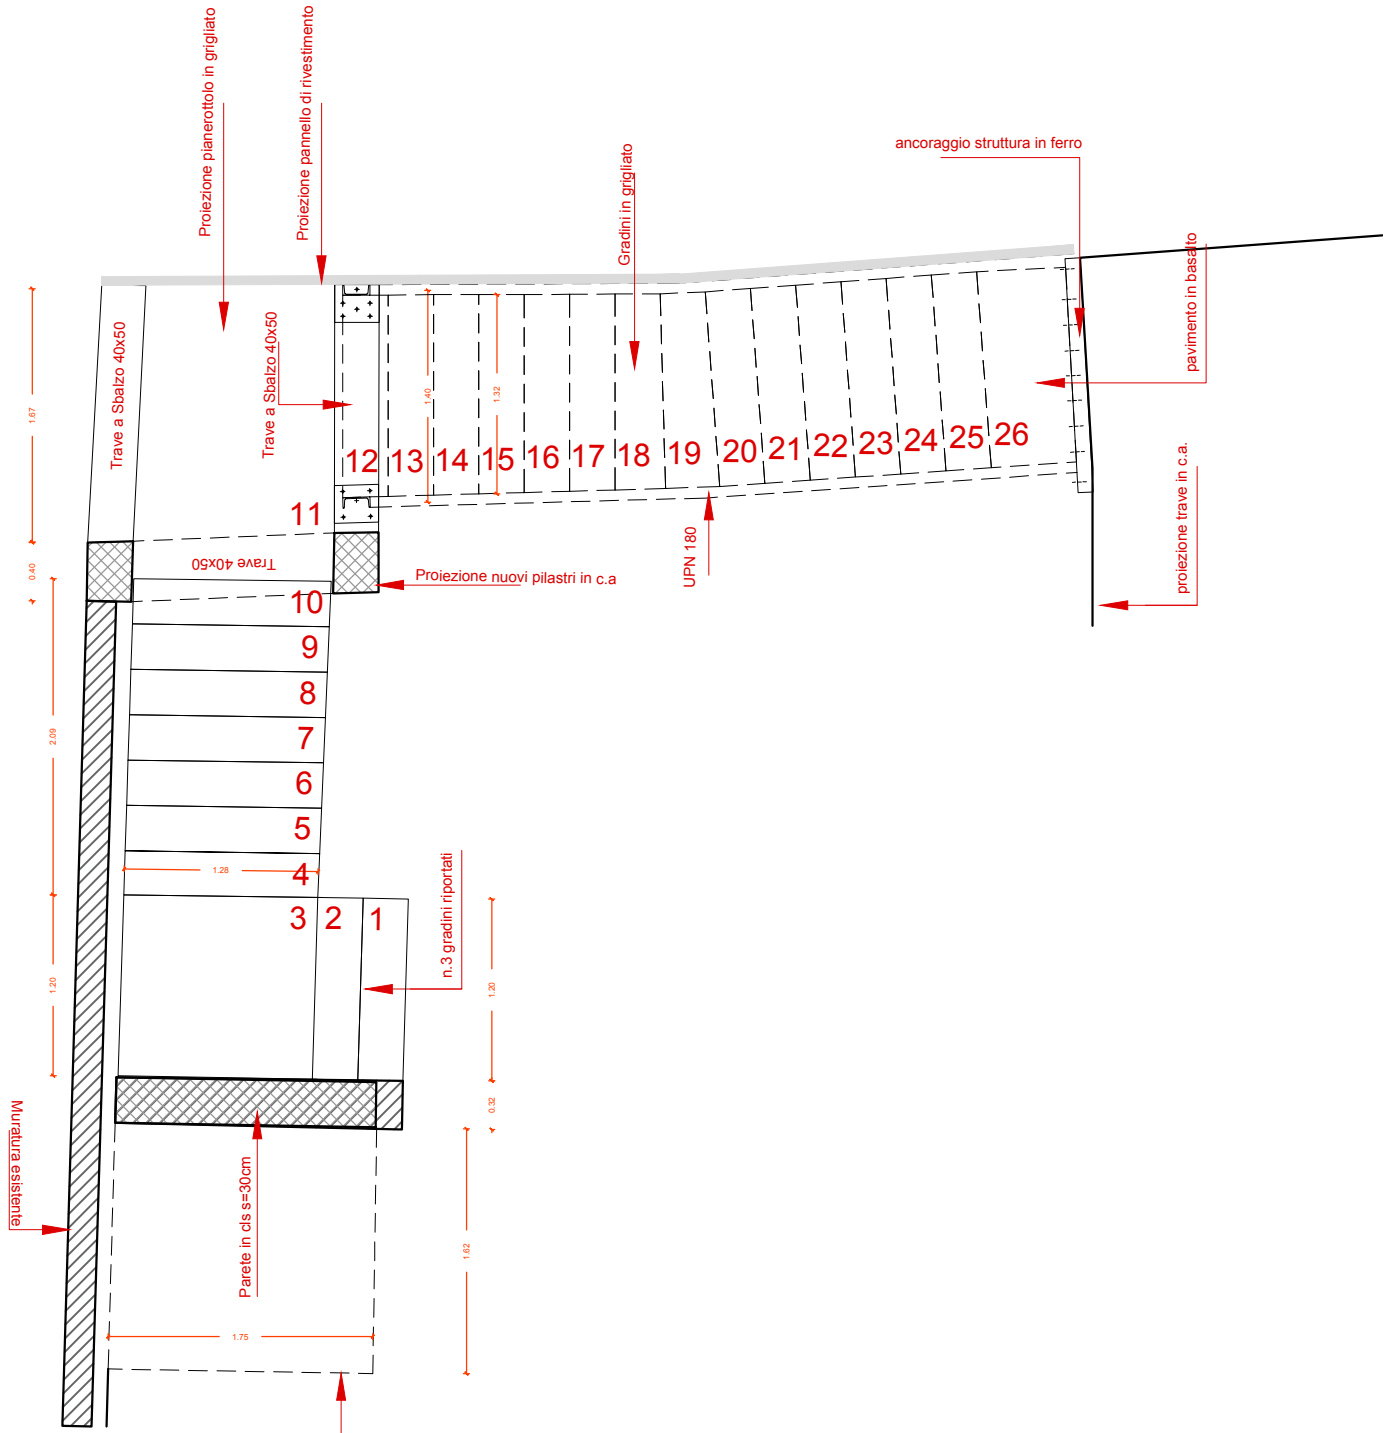 Proiezione pianerottolo in grigliato
Proiezione pannello di rivestimento
Gradini in grigliato
ancoraggio struttura in ferro
pavimento in basalto
Trave a Sbalzo 40x50
Trave a Sbalzo 40x50
1.67
1.40
1.32
12
13
14
15
16
17
18
19
20
21
22
23
24
25
26
11
proiezione trave in c.a.
UPN 180
0.40
Trave 40x50
Proiezione nuovi pilastri in c.a
10
9
8
7
6
5
4
3
2
1
2.09
1.28
n.3 gradini riportati
1.20
1.20
0.32
Muratura esistente
Parete in cls s=30cm
1.62
1.75